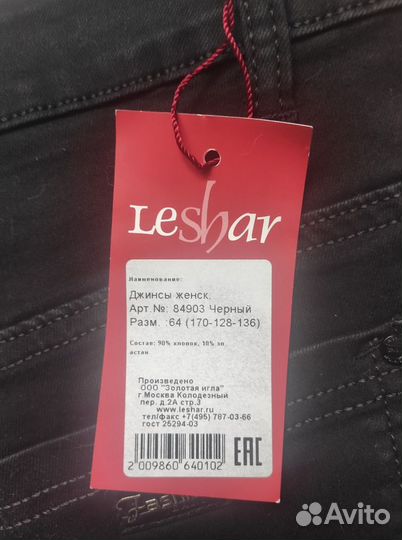 Leshar
Наименование:
Джинсы женск.
Арт.№: 84903 Черный
Разм. :64 (170-128-136)
Состав: 90% хлопок, 10% эл
астан
Произведено
ООО "Золотая игла"
г.Москва Колодезный
пер. д.2А стр.3
www.leshar.ru
тел/факс +7(495) 787-03-66
гост 25294-03
EAC
2 009860 640102
Avito